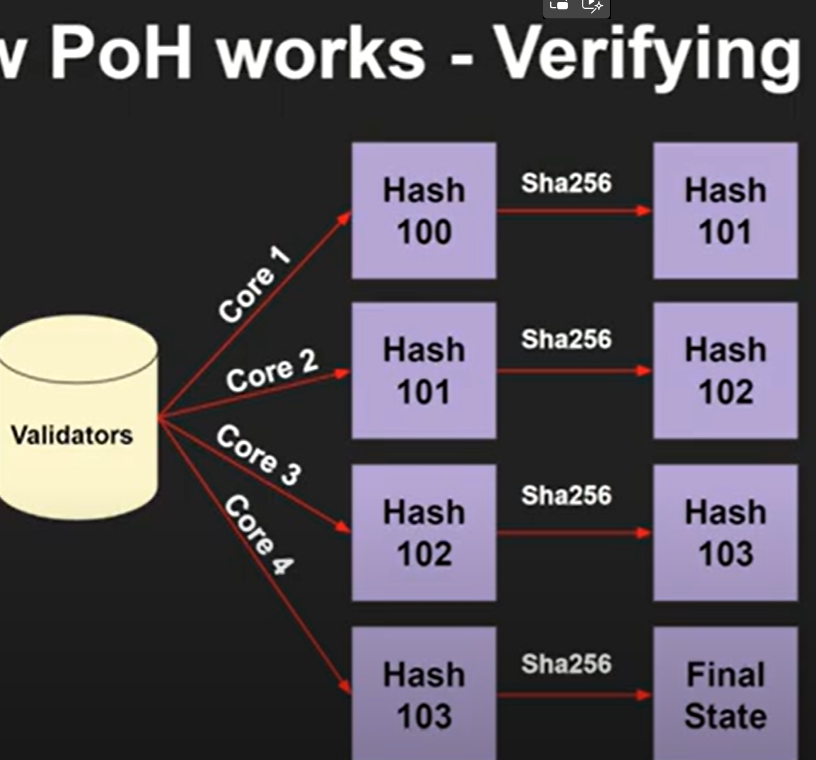 w PoH works - Verifying
Core 1
Hash
100
Sha256
Hash
101
Core 2
Hash
101
Sha256
Hash
102
Validators
Core 3
Hash
102
Sha256
Hash
103
Core 4
Hash
103
Sha256
Final
State